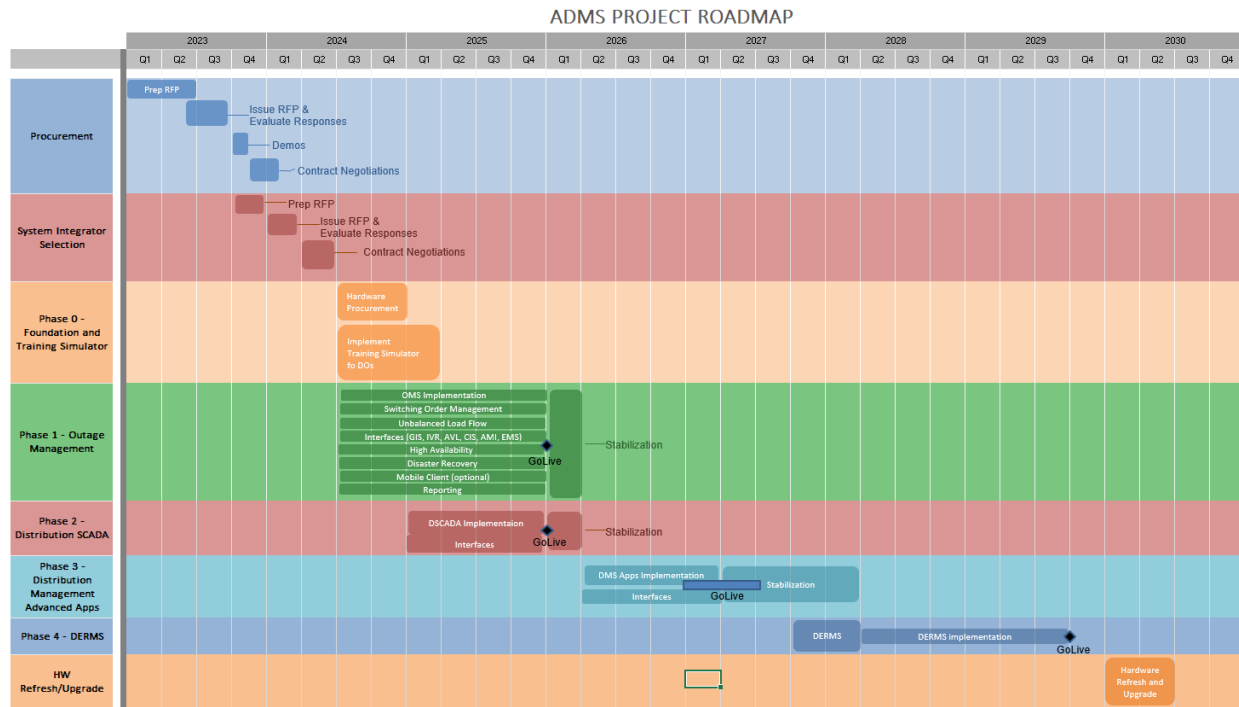 ADMS PROJECT ROADMAP
2023 2024 2025 2026 2027 2028 2029 2030
Q1 Q2 Q3 Q4 Q1 Q2 Q3 Q4 Q1 Q2 Q3 Q4 Q1 Q2 Q3 Q4 Q1 Q2 Q3 Q4 Q1 Q2 Q3 Q4 Q1 Q2 Q3 Q4 Q1 Q2 Q3 Q4
Procurement
Prep RFP
Issue RFP &
Evaluate Responses
Demos
Contract Negotiations
System Integrator
Selection
Prep RFP
Issue RFP &
Evaluate Responses
Contract Negotiations
Phase 0 -
Foundation and
Training Simulator
Hardware
Procurement
Implement
Training Simulator
fo DOs
Phase 1 - Outage
Management
OMS Implementation
Switching Order Management
Unbalanced Load Flow
Interfaces (GIS, IVR, AVL, CIS, AMI, EMS)
High Availability
Disaster Recovery
Mobile Client (optional)
Reporting
GoLive
Stabilization
Phase 2 -
Distribution SCADA
DSCADA Implementaion
Interfaces
GoLive
Stabilization
Phase 3 -
Distribution
Management
Advanced Apps
DMS Apps Implementation
Interfaces
GoLive
Stabilization
Phase 4 - DERMS
DERMS
DERMS implementation
GoLive
HW
Refresh/Upgrade
Hardware
Refresh and
Upgrade